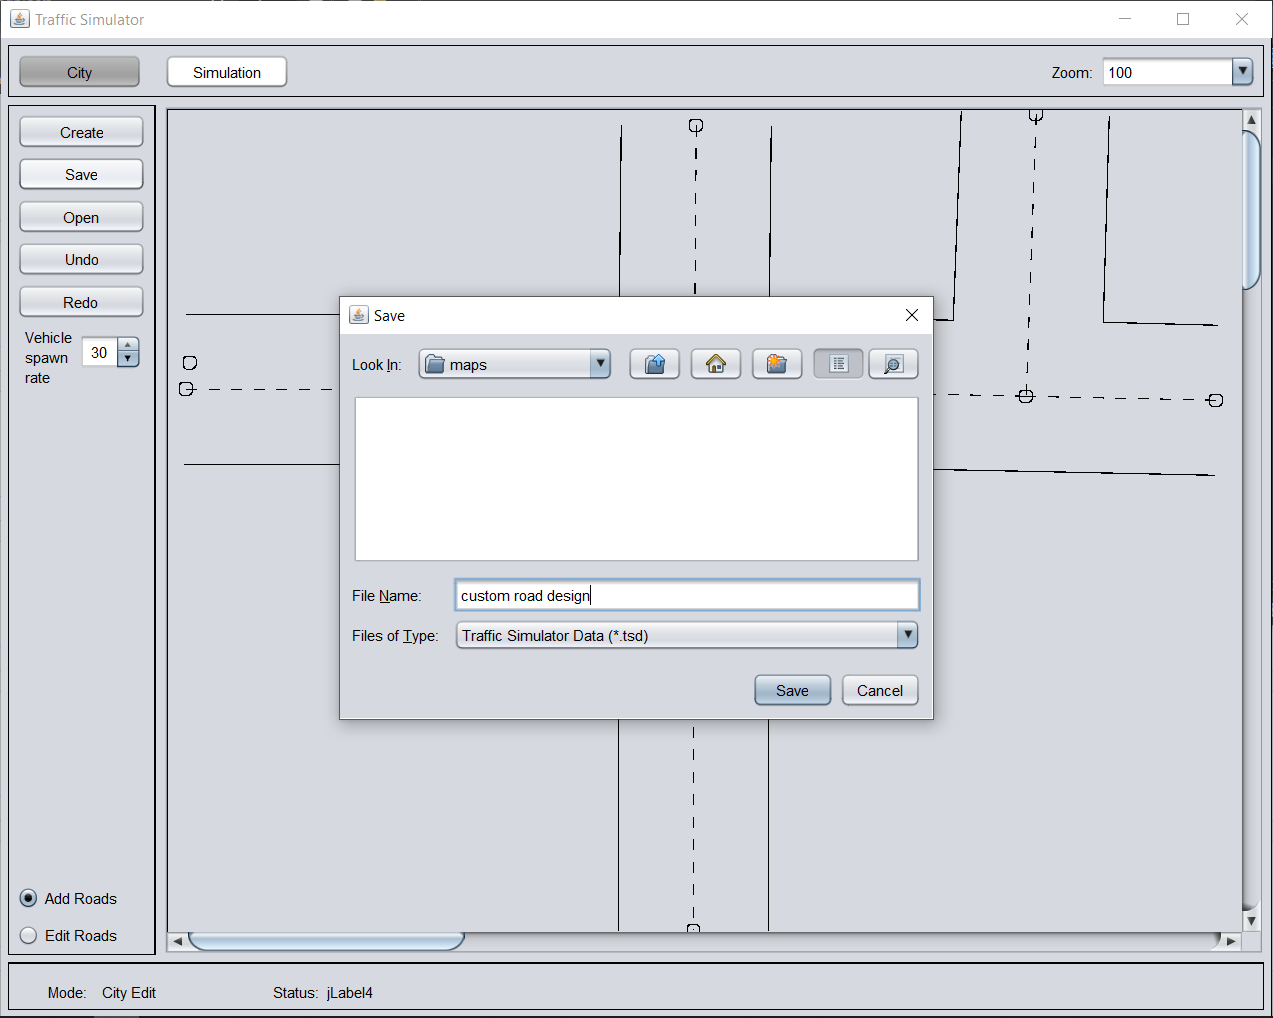 Traffic Simulator
City
Simulation
Zoom: 100
Create
Save
Open
Undo
Redo
Vehicle
spawn
rate
30
Save
Look In: maps
File Name: custom road design
Files of Type: Traffic Simulator Data (*.tsd)
Save
Cancel
Add Roads
Edit Roads
Mode: City Edit
Status: jLabel4